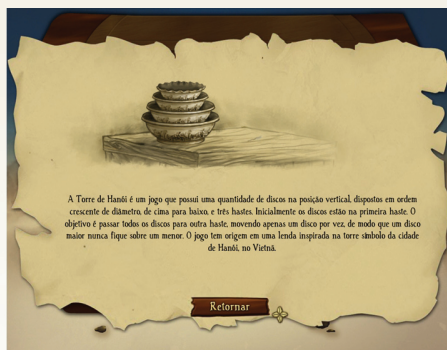 A Torre de Hanói é um jogo que possui uma quantidade de discos na posição vertical, dispostos em ordem
crescente de diâmetro, de cima para baixo, e três hastes. Inicialmente os discos estão na primeira haste. O
objetivo é passar todos os discos para outra haste, movendo apenas um disco por vez, de modo que um disco
maior nunca fique sobre um menor. O jogo tem origem em uma lenda inspirada na torre símbolo da cidade
de Hanói, no Vietnã.
Retornar